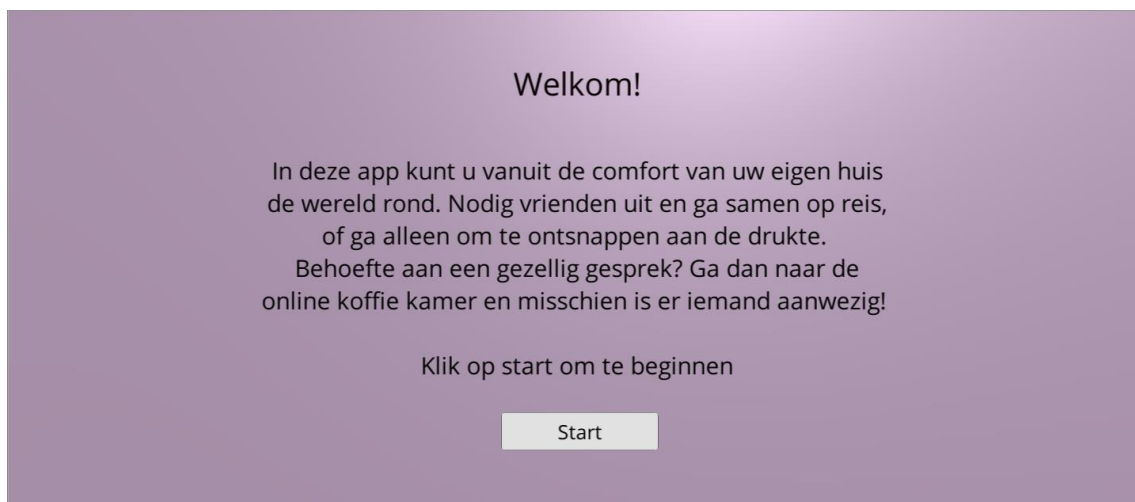 Welkom!
In deze app kunt u vanuit de comfort van uw eigen huis
de wereld rond. Nodig vrienden uit en ga samen op reis,
of ga alleen om te ontsnappen aan de drukte.
Behoefte aan een gezellig gesprek? Ga dan naar de
online koffie kamer en misschien is er iemand aanwezig!
Klik op start om te beginnen
Start